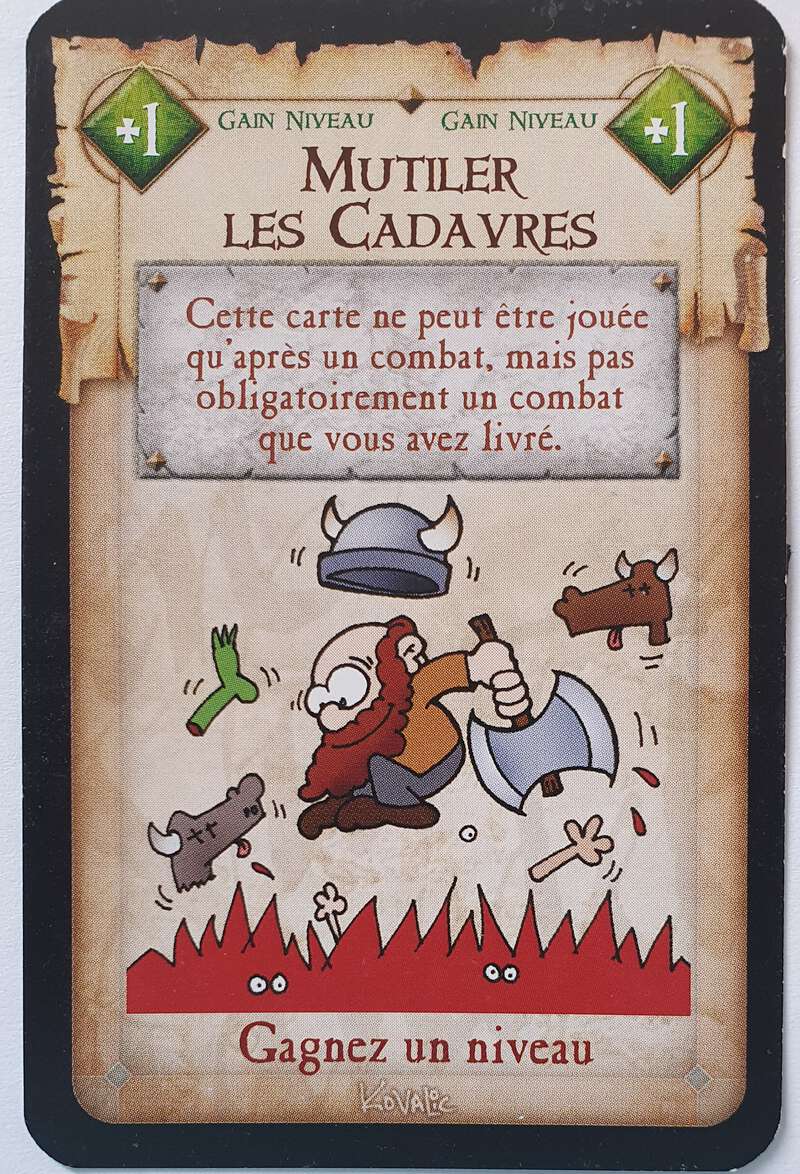 +1 GAIN NIVEAU GAIN NIVEAU +1
MUTILER
LES CADAVRES
Cette carte ne peut être jouée
qu'après un combat, mais pas
obligatoirement un combat
que vous avez livré.
Gagnez un niveau
KOVALIC